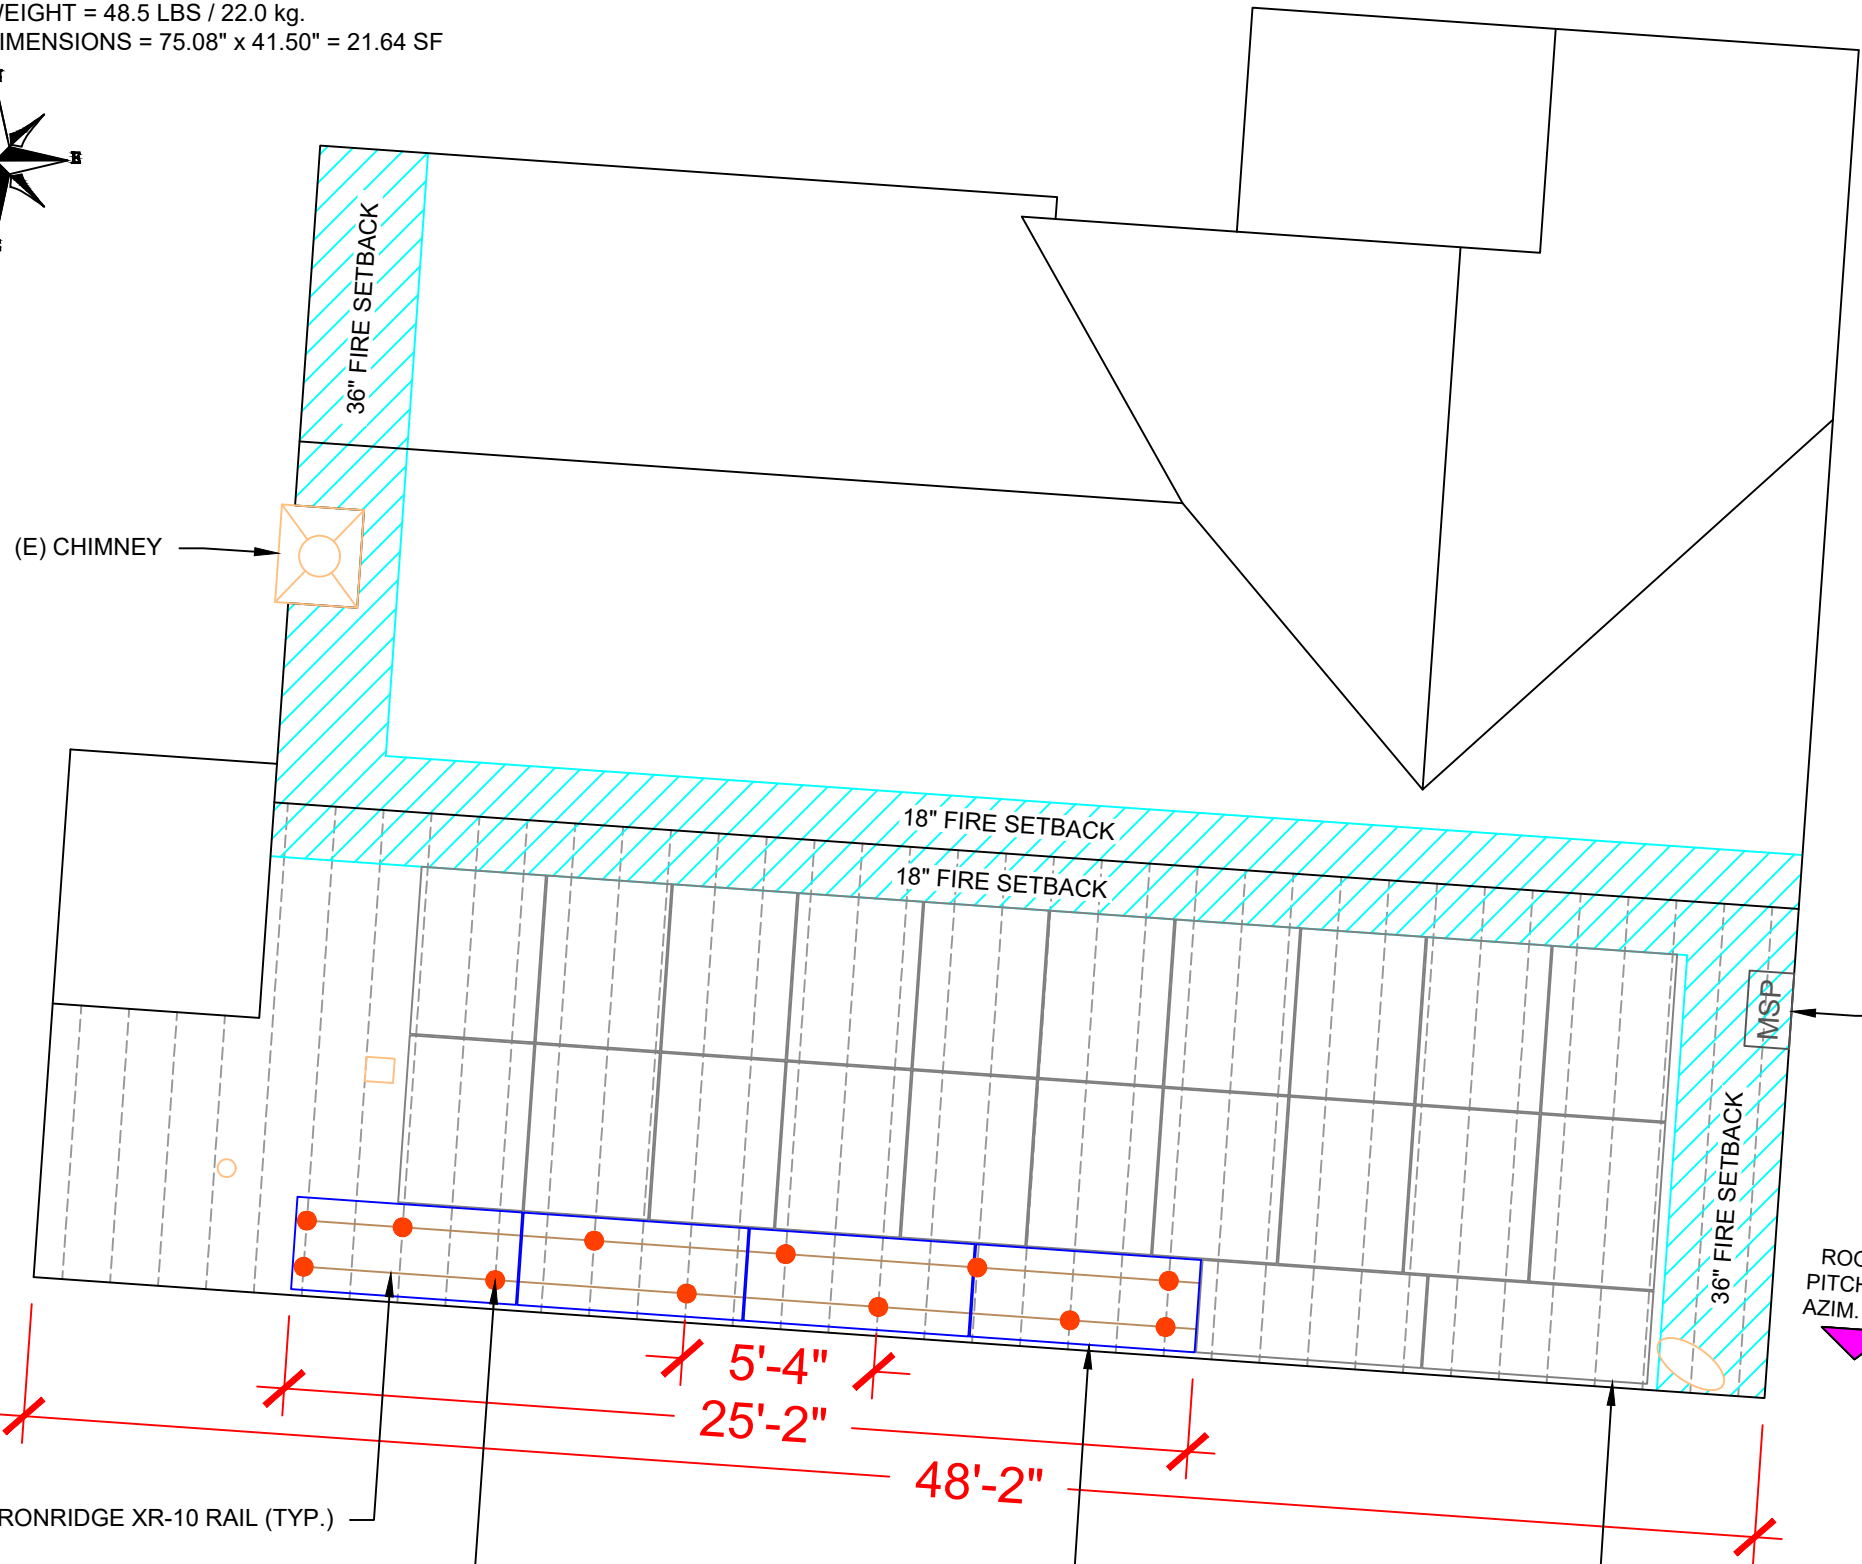 WEIGHT = 48.5 LBS / 22.0 kg.
DIMENSIONS = 75.08" x 41.50" = 21.64 SF
36" FIRE SETBACK
(E) CHIMNEY
18" FIRE SETBACK
18" FIRE SETBACK
MSP
36" FIRE SETBACK
ROO
PITCH
AZIM.
5'-4"
25'-2"
48'-2"
RONRIDGE XR-10 RAIL (TYP.)